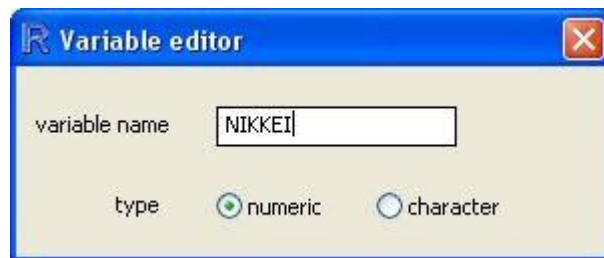 R Variable editor
variable name NIKKEI
type numeric character